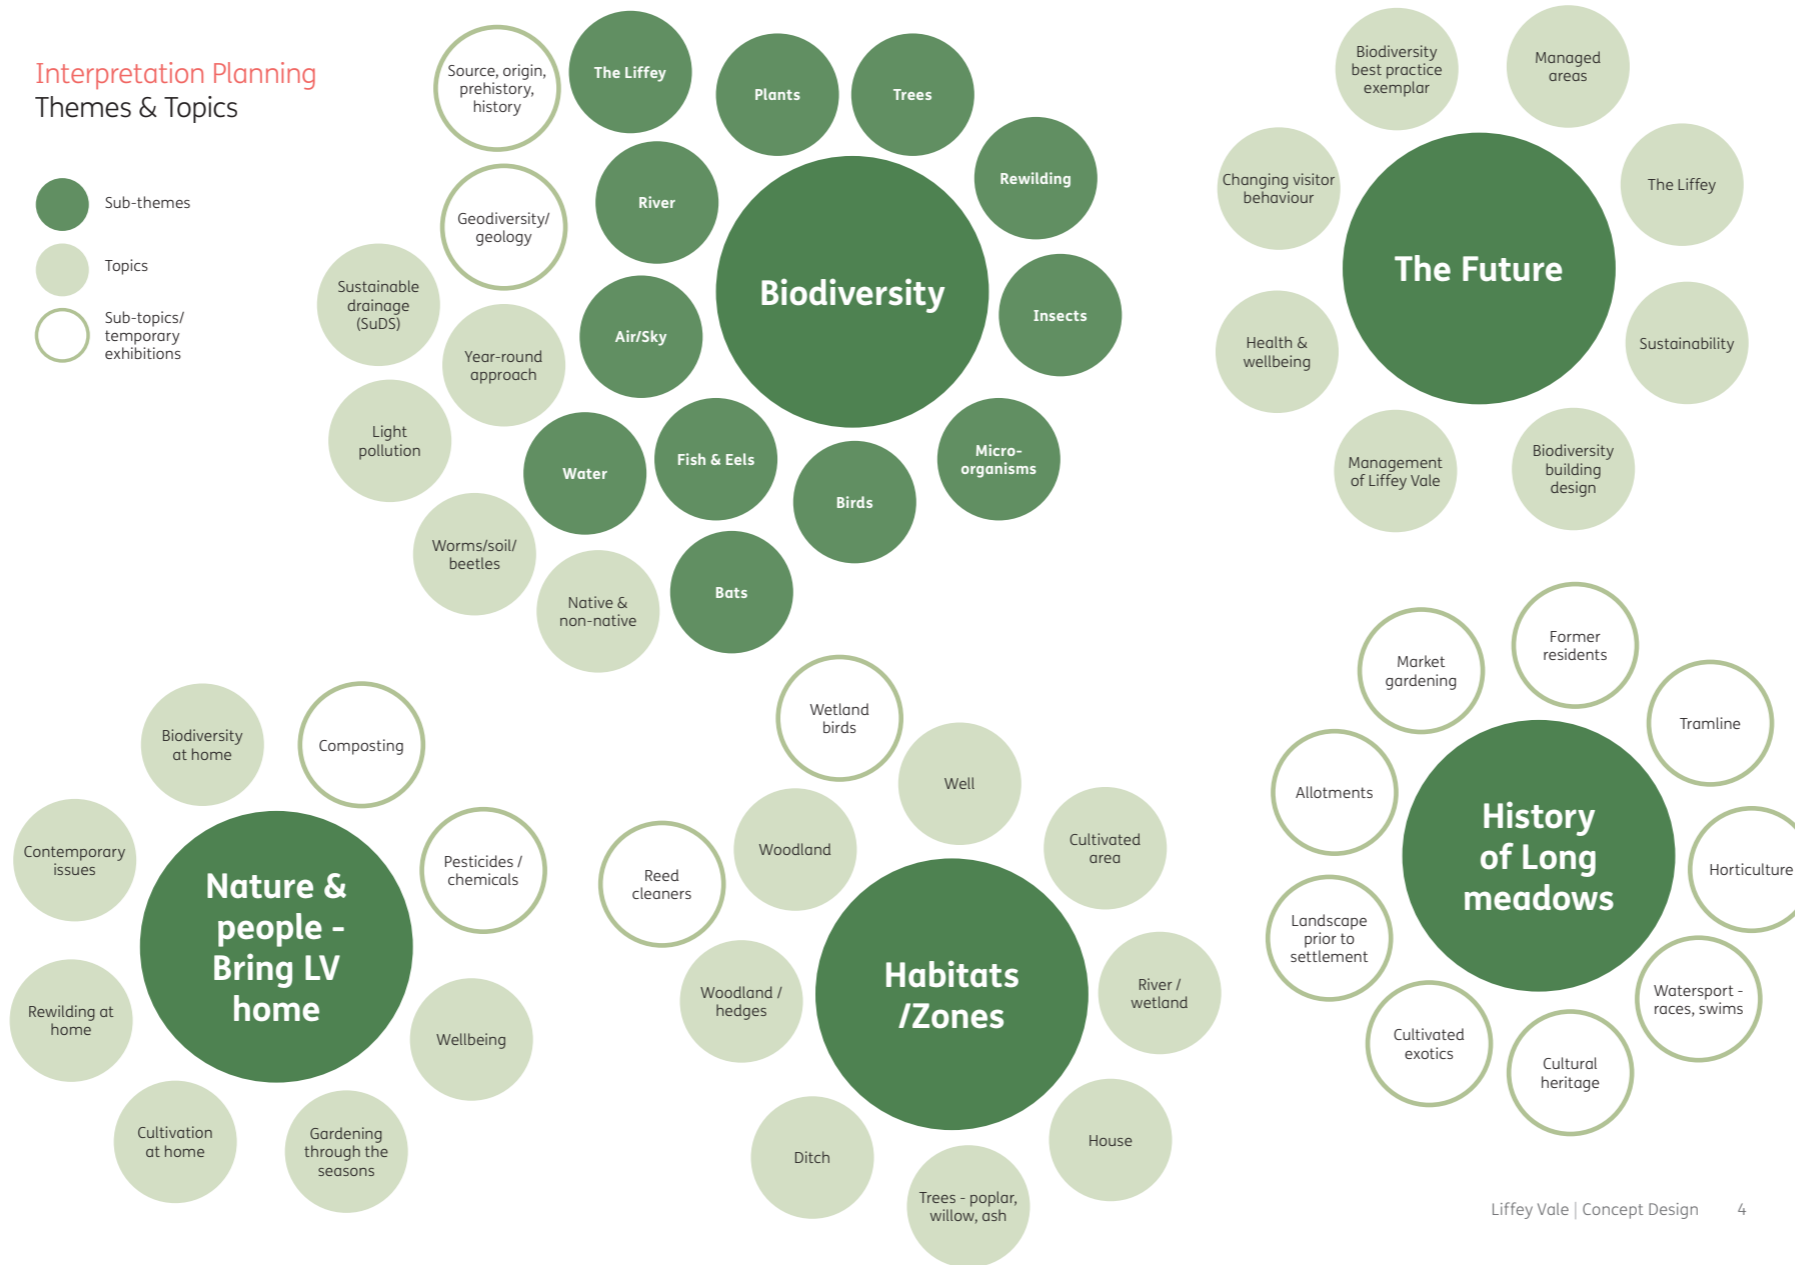 Interpretation Planning
Themes & Topics
Sub-themes
Topics
Sub-topics/
temporary
exhibitions
Source, origin,
prehistory,
history
The Liffey
Plants
Trees
Rewilding
Geodiversity/
geology
River
Biodiversity
Insects
Sustainable
drainage
(SuDS)
Year-round
approach
Air/Sky
Light
pollution
Water
Fish & Eels
Birds
Micro-
organisms
Worms/soil/
beetles
Native &
non-native
Bats
Biodiversity
best practice
exemplar
Managed
areas
Changing visitor
behaviour
The Liffey
The Future
Health &
wellbeing
Sustainability
Management
of Liffey Vale
Biodiversity
building
design
Biodiversity
at home
Composting
Contemporary
issues
Pesticides /
chemicals
Nature &
people -
Bring LV
home
Rewilding at
home
Wellbeing
Cultivation
at home
Gardening
through the
seasons
Wetland
birds
Well
Woodland
Cultivated
area
Reed
cleaners
Woodland /
hedges
Habitats
/Zones
River /
wetland
Ditch
House
Trees - poplar,
willow, ash
Market
gardening
Former
residents
Tramline
Allotments
History
of Long
meadows
Horticulture
Landscape
prior to
settlement
Watersport -
races, swims
Cultivated
exotics
Cultural
heritage
Liffey Vale | Concept Design 4